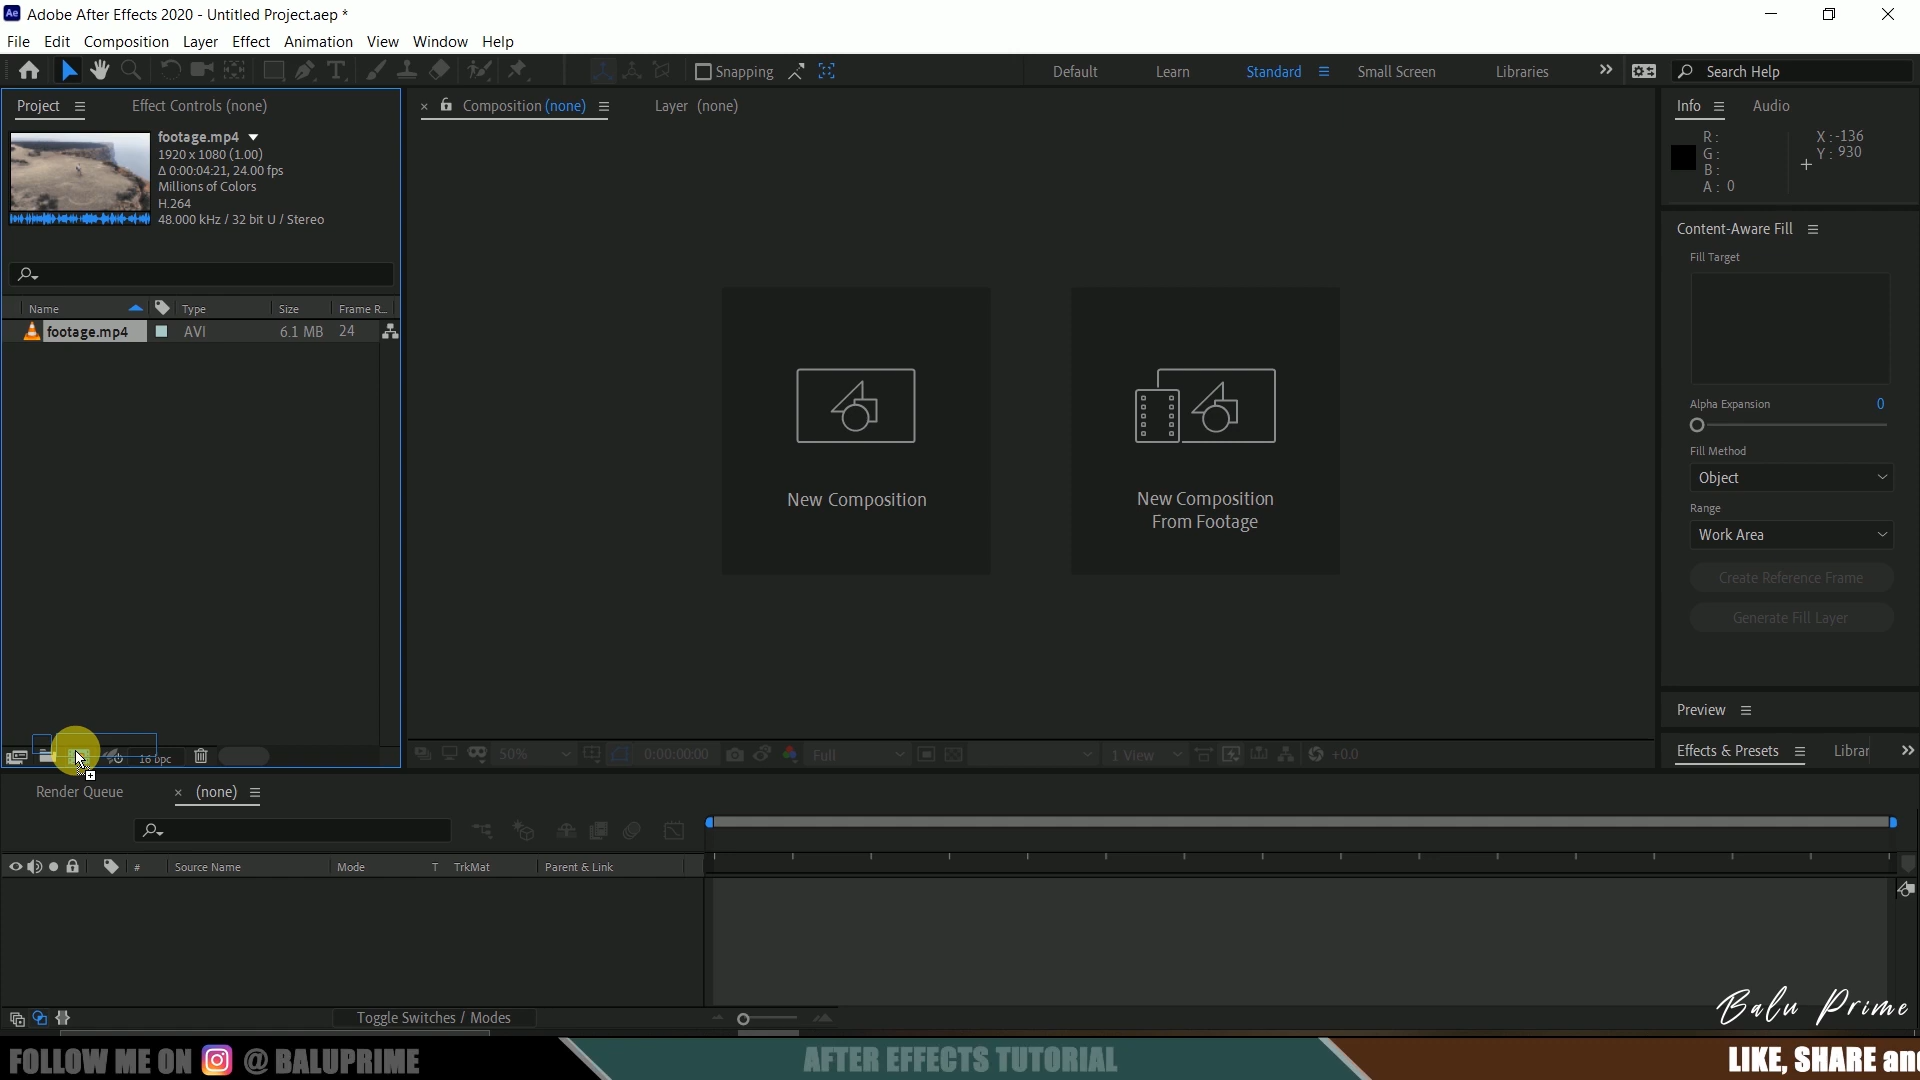 Adobe After Effects 2020 - Untitled Project.aep *
File Edit Composition Layer Effect Animation View Window Help
Snapping Default Learn Standard Small Screen Libraries Search Help
Project Effect Controls (none) Composition (none) Layer (none) Info Audio
footage.mp4
1920 x 1080 (1.00)
Δ 0:00:04:21, 24.00 fps
Millions of Colors
H.264
48.000 kHz / 32 bit U / Stereo
R :
G :
B :
A : 0
X : -136
Y : 930
Name Type Size Frame R...
footage.mp4 AVI 6.1 MB 24
New Composition
New Composition
From Footage
Content-Aware Fill
Fill Target
Alpha Expansion 0
Fill Method
Object
Range
Work Area
Create Reference Frame
Generate Fill Layer
Preview
Effects & Presets Librar
16 bpc
50% 0:00:00:00 Full 1 View +0.0
Render Queue (none)
# Source Name Mode T TrkMat Parent & Link
Toggle Switches / Modes
Balu Prime
FOLLOW ME ON @ BALUPRIME AFTER EFFECTS TUTORIAL LIKE, SHARE and